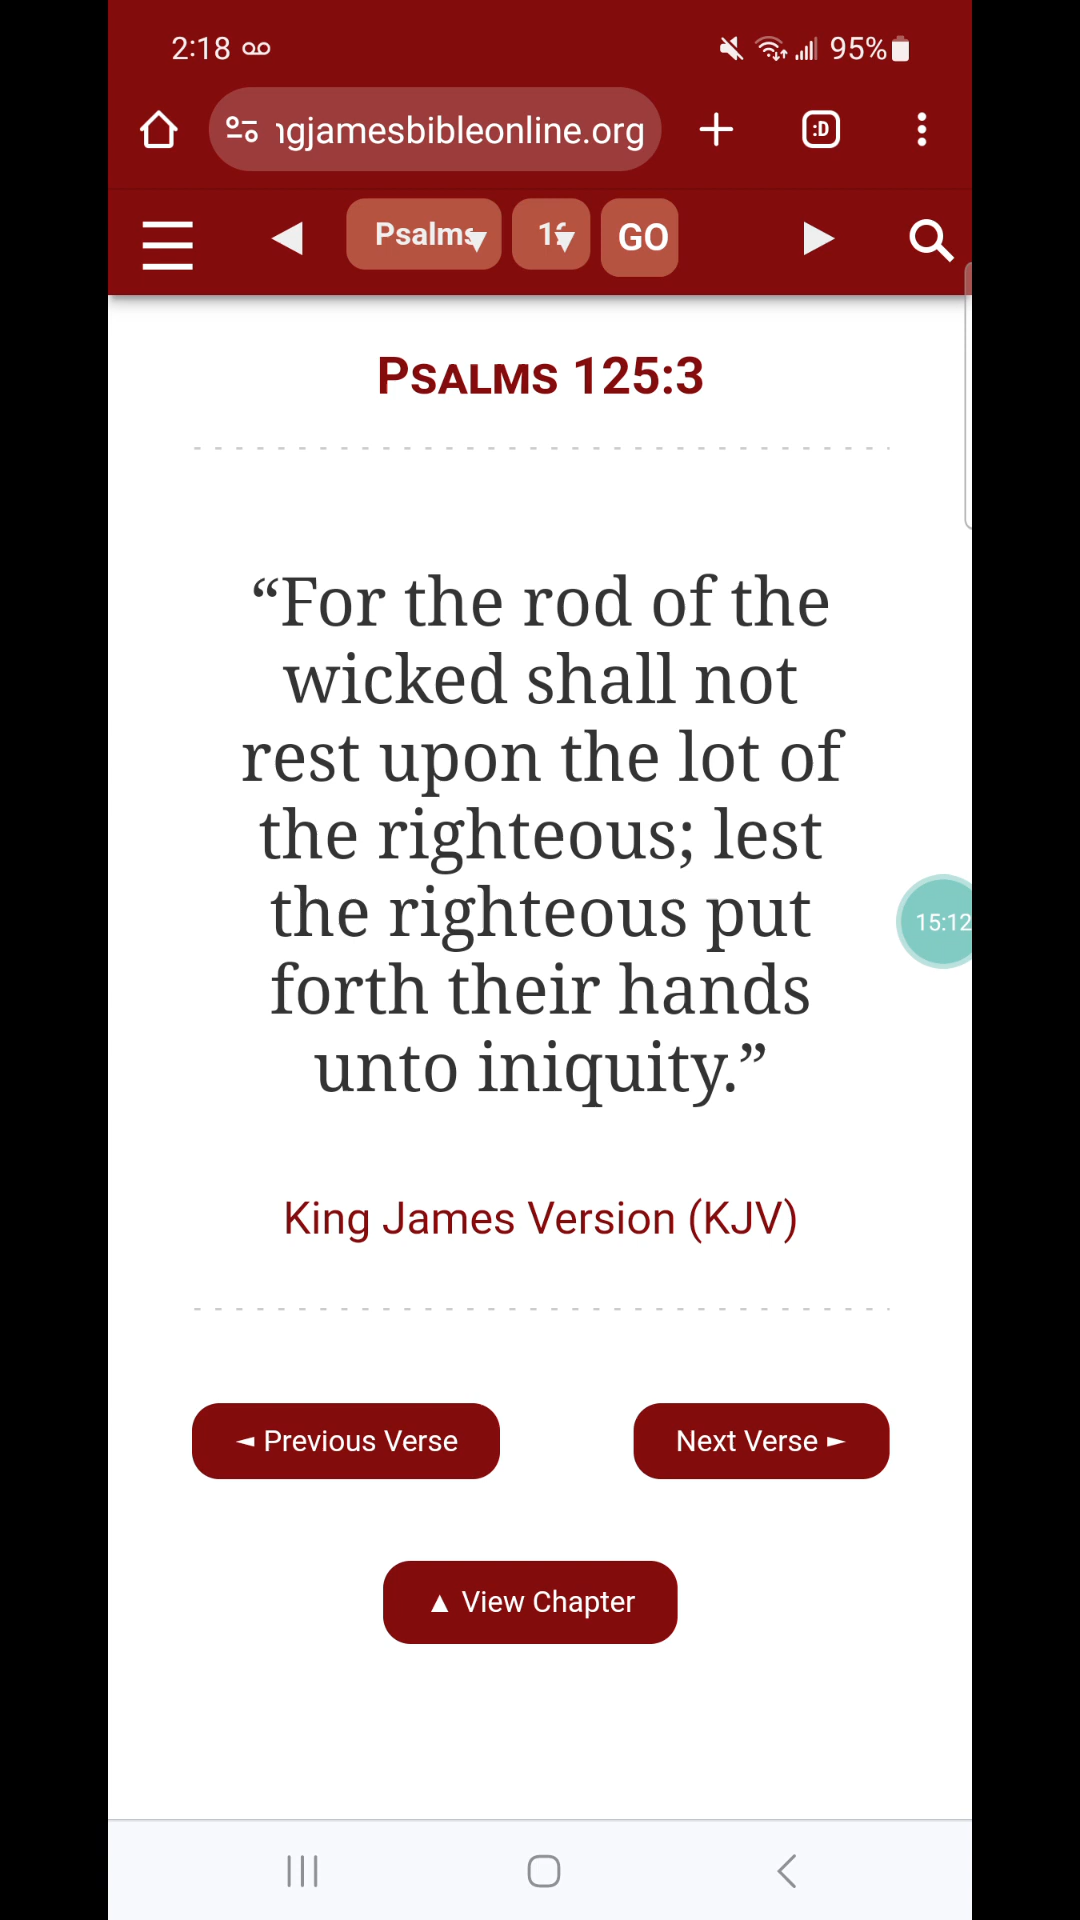 2:18 95%
ngjamesbibleonline.org :D
Psalms GO
PSALMS 125:3
“For the rod of the
wicked shall not
rest upon the lot of
the righteous; lest
the righteous put
forth their hands
unto iniquity.”
15:12
King James Version (KJV)
◄ Previous Verse Next Verse ►
▲ View Chapter